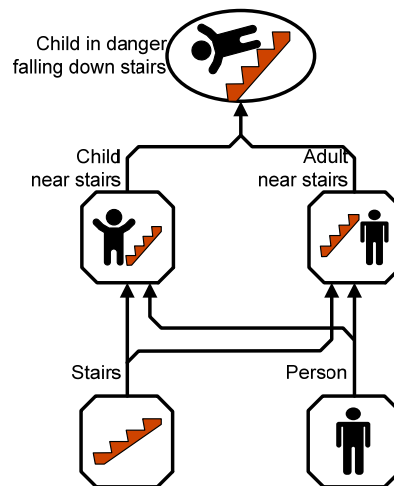 Child in danger
falling down stairs
Child
near stairs
Adult
near stairs
Stairs
Person